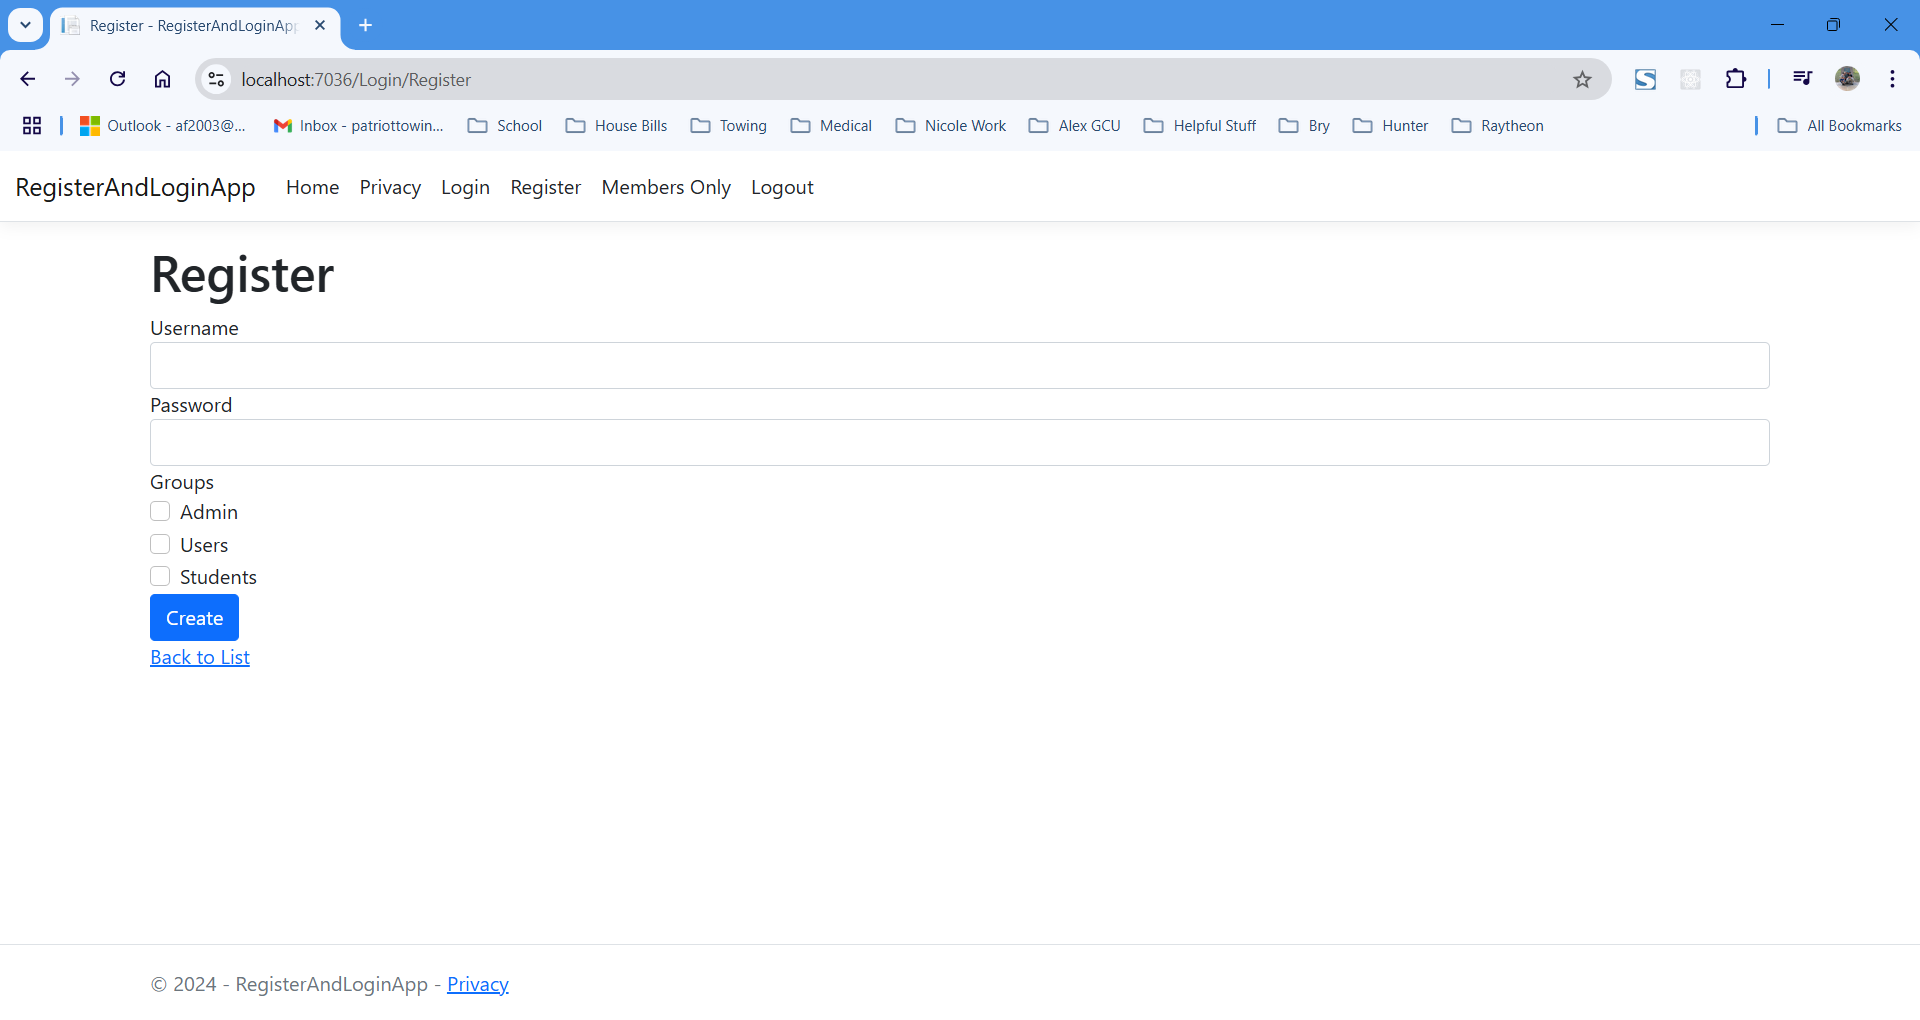 Register - RegisterAndLoginApp
localhost:7036/Login/Register
Outlook - af2003@... Inbox - patriottowin... School House Bills Towing Medical Nicole Work Alex GCU Helpful Stuff Bry Hunter Raytheon All Bookmarks
RegisterAndLoginApp Home Privacy Login Register Members Only Logout
Register
Username
Password
Groups
Admin
Users
Students
Create
Back to List
© 2024 - RegisterAndLoginApp - Privacy